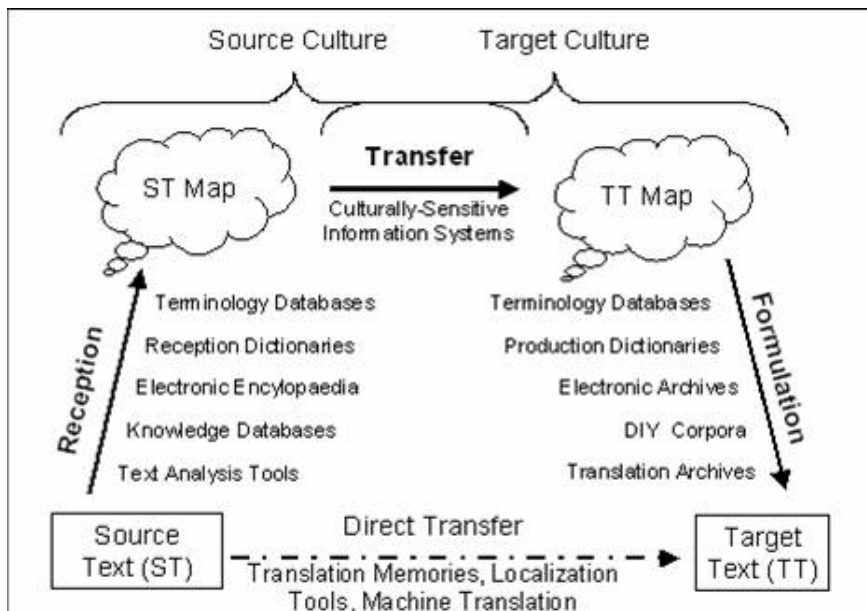 Source Culture
Target Culture
ST Map
Transfer
Culturally-Sensitive
Information Systems
TT Map
Reception
Terminology Databases
Reception Dictionaries
Electronic Encylopaedia
Knowledge Databases
Text Analysis Tools
Terminology Databases
Production Dictionaries
Electronic Archives
DIY Corpora
Translation Archives
Formulation
Source
Text (ST)
Direct Transfer
Translation Memories, Localization
Tools, Machine Translation
Target
Text (TT)